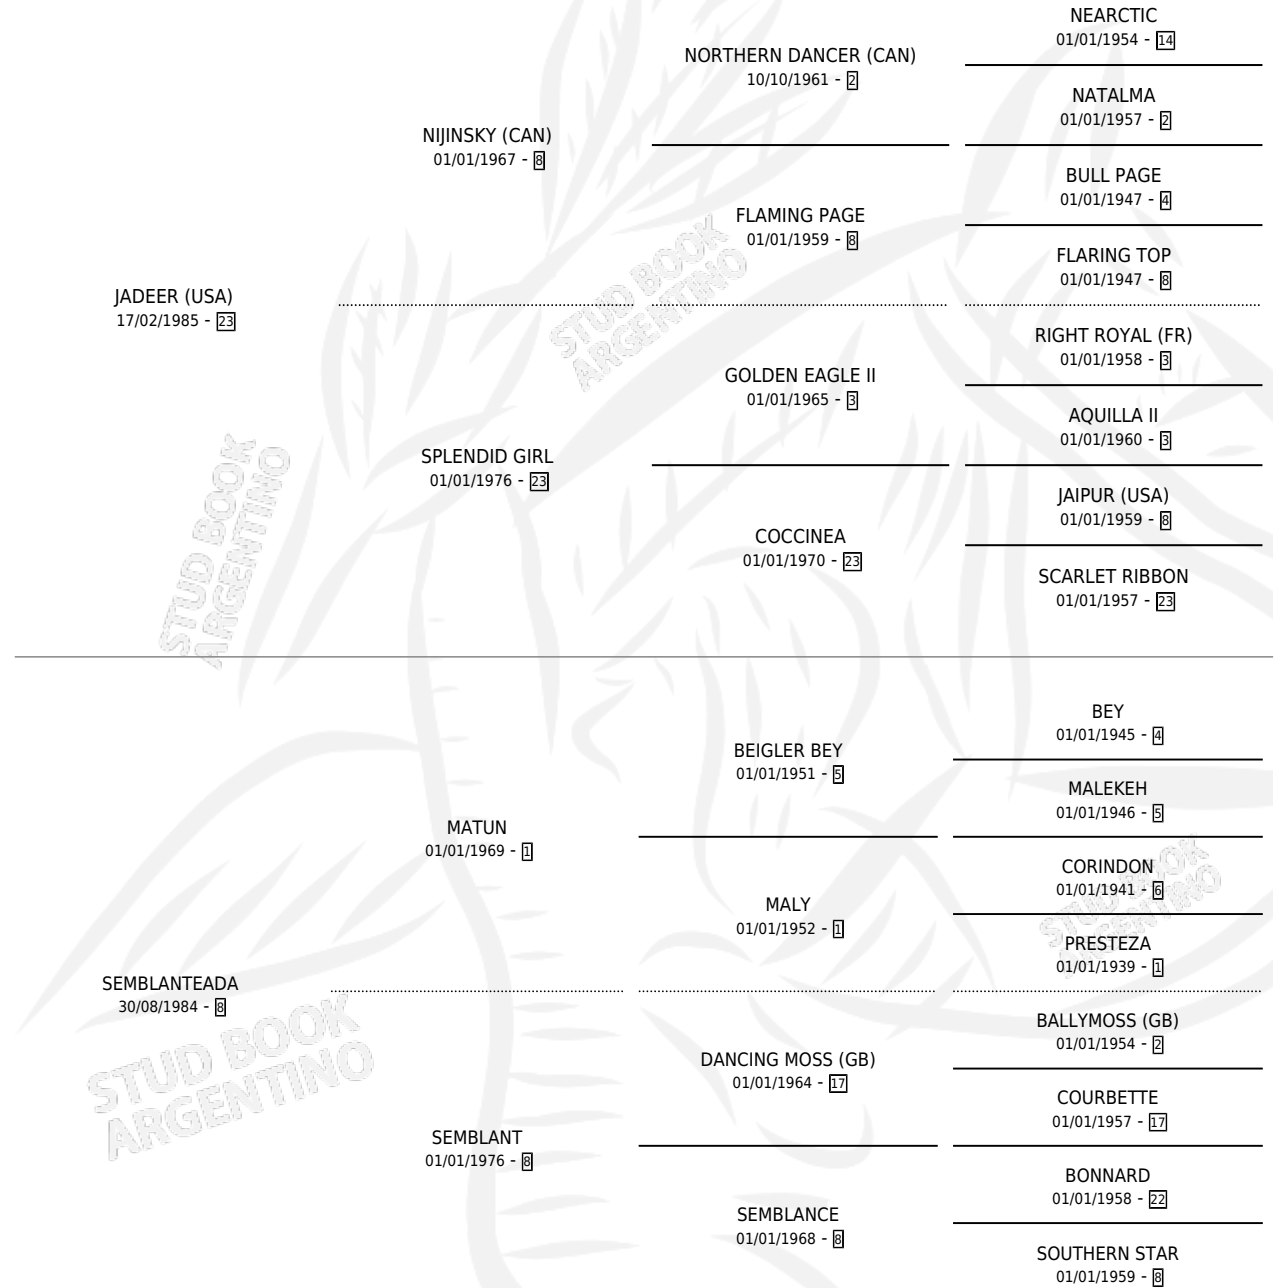 NEARCTIC
01/01/1954 - 14
NORTHERN DANCER (CAN)
10/10/1961 - 2
NATALMA
01/01/1957 - 2
NIJINSKY (CAN)
01/01/1967 - 8
BULL PAGE
01/01/1947 - 4
FLAMING PAGE
01/01/1959 - 8
FLARING TOP
01/01/1947 - 8
JADEER (USA)
17/02/1985 - 23
RIGHT ROYAL (FR)
01/01/1958 - 3
GOLDEN EAGLE II
01/01/1965 - 3
AQUILLA II
01/01/1960 - 3
SPLENDID GIRL
01/01/1976 - 23
JAIPUR (USA)
01/01/1959 - 8
COCCINEA
01/01/1970 - 23
SCARLET RIBBON
01/01/1957 - 23
STUD BOOK
ARGENTINO
STUD BOOK
ARGENTINO
BEY
01/01/1945 - 4
BEIGLER BEY
01/01/1951 - 5
MALEKEH
01/01/1946 - 5
MATUN
01/01/1969 - 1
CORINDON
01/01/1941 - 6
MALY
01/01/1952 - 1
PRESTEZA
01/01/1939 - 1
SEMBLANTEADA
30/08/1984 - 8
BALLYMOSS (GB)
01/01/1954 - 2
DANCING MOSS (GB)
01/01/1964 - 17
COURBETTE
01/01/1957 - 17
SEMBLANT
01/01/1976 - 8
BONNARD
01/01/1958 - 22
SEMBLANCE
01/01/1968 - 8
SOUTHERN STAR
01/01/1959 - 8
STUD BOOK
ARGENTINO
STUD BOOK
ARGENTINO